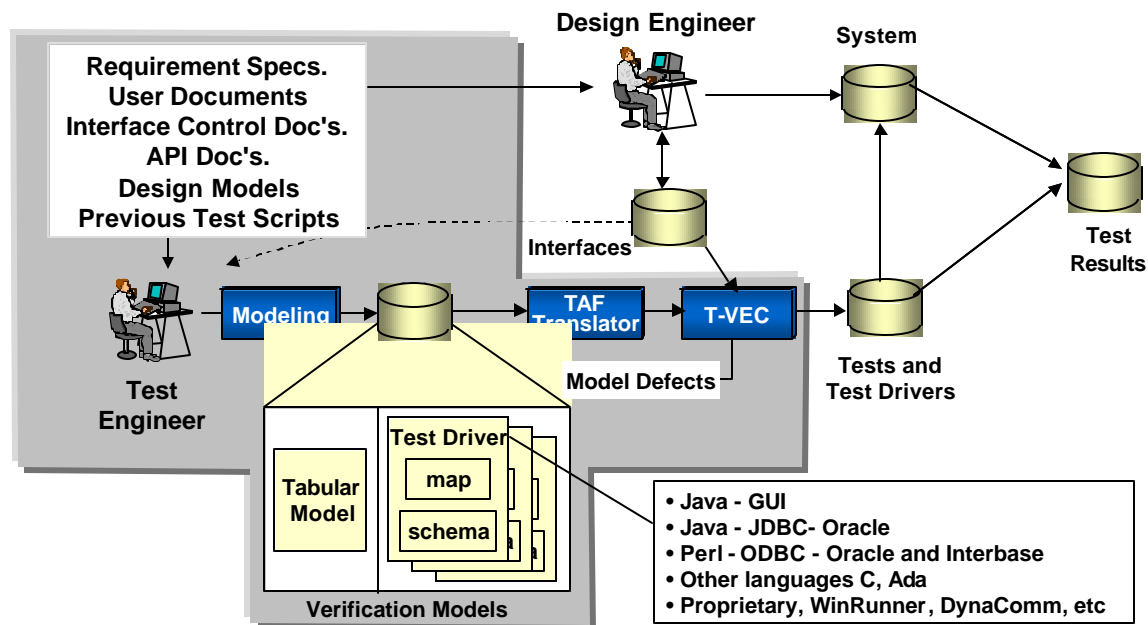 Design Engineer
System
Requirement Specs.
User Documents
Interface Control Doc's.
API Doc's.
Design Models
Previous Test Scripts
Interfaces
Test
Results
Modeling
TAF
Translator
T-VEC
Model Defects
Tests and
Test Drivers
Test
Engineer
Tabular
Model
Test Driver
map
schema
a
a
Verification Models
• Java - GUI
• Java - JDBC- Oracle
• Perl - ODBC - Oracle and Interbase
• Other languages C, Ada
• Proprietary, WinRunner, DynaComm, etc